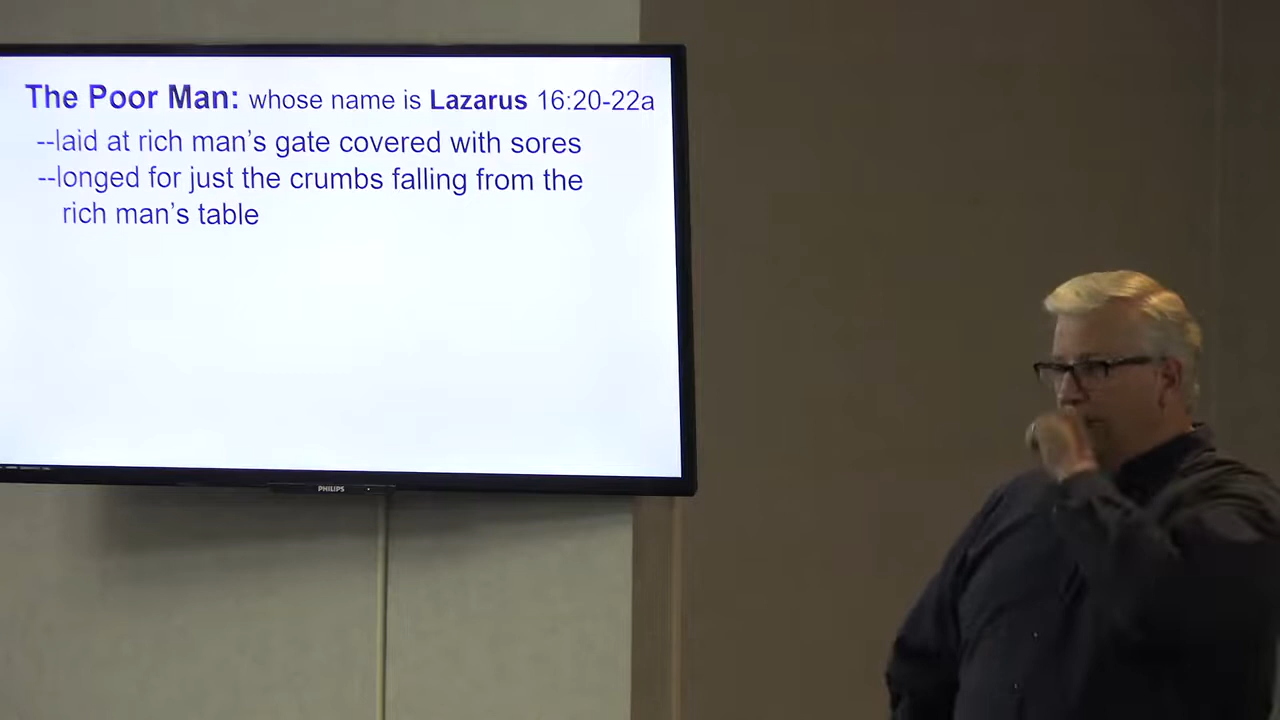 The Poor Man: whose name is Lazarus 16:20-22a
--laid at rich man's gate covered with sores
--longed for just the crumbs falling from the
rich man's table
PHILIPS